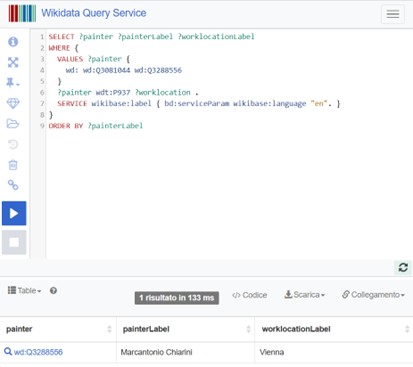 Wikidata Query Service
1 SELECT ?painter ?painterLabel ?worklocationLabel
2 WHERE {
3 VALUES ?painter {
4 wd: wd:Q3081044 wd:Q3288556
5 }
6 ?painter wdt:P937 ?worklocation .
7 SERVICE wikibase:label { bd:serviceParam wikibase:language "en". }
8 }
9 ORDER BY ?painterLabel
Table
1 risultato in 133 ms
</> Codice
Scarica
Collegamento
painter painterLabel worklocationLabel
wd:Q3288556 Marcantonio Chiarini Vienna